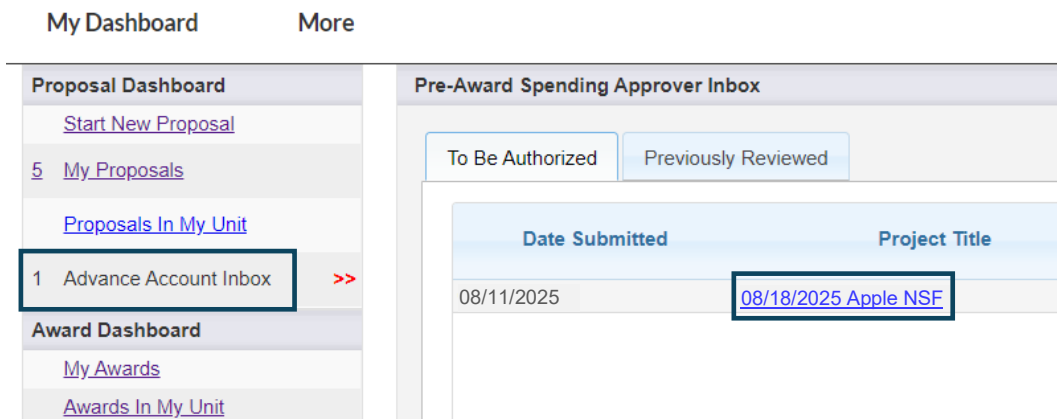 My Dashboard More
Proposal Dashboard
Start New Proposal
5 My Proposals
Proposals In My Unit
1 Advance Account Inbox >>
Award Dashboard
My Awards
Awards In My Unit
Pre-Award Spending Approver Inbox
To Be Authorized Previously Reviewed
Date Submitted Project Title
08/11/2025 08/18/2025 Apple NSF